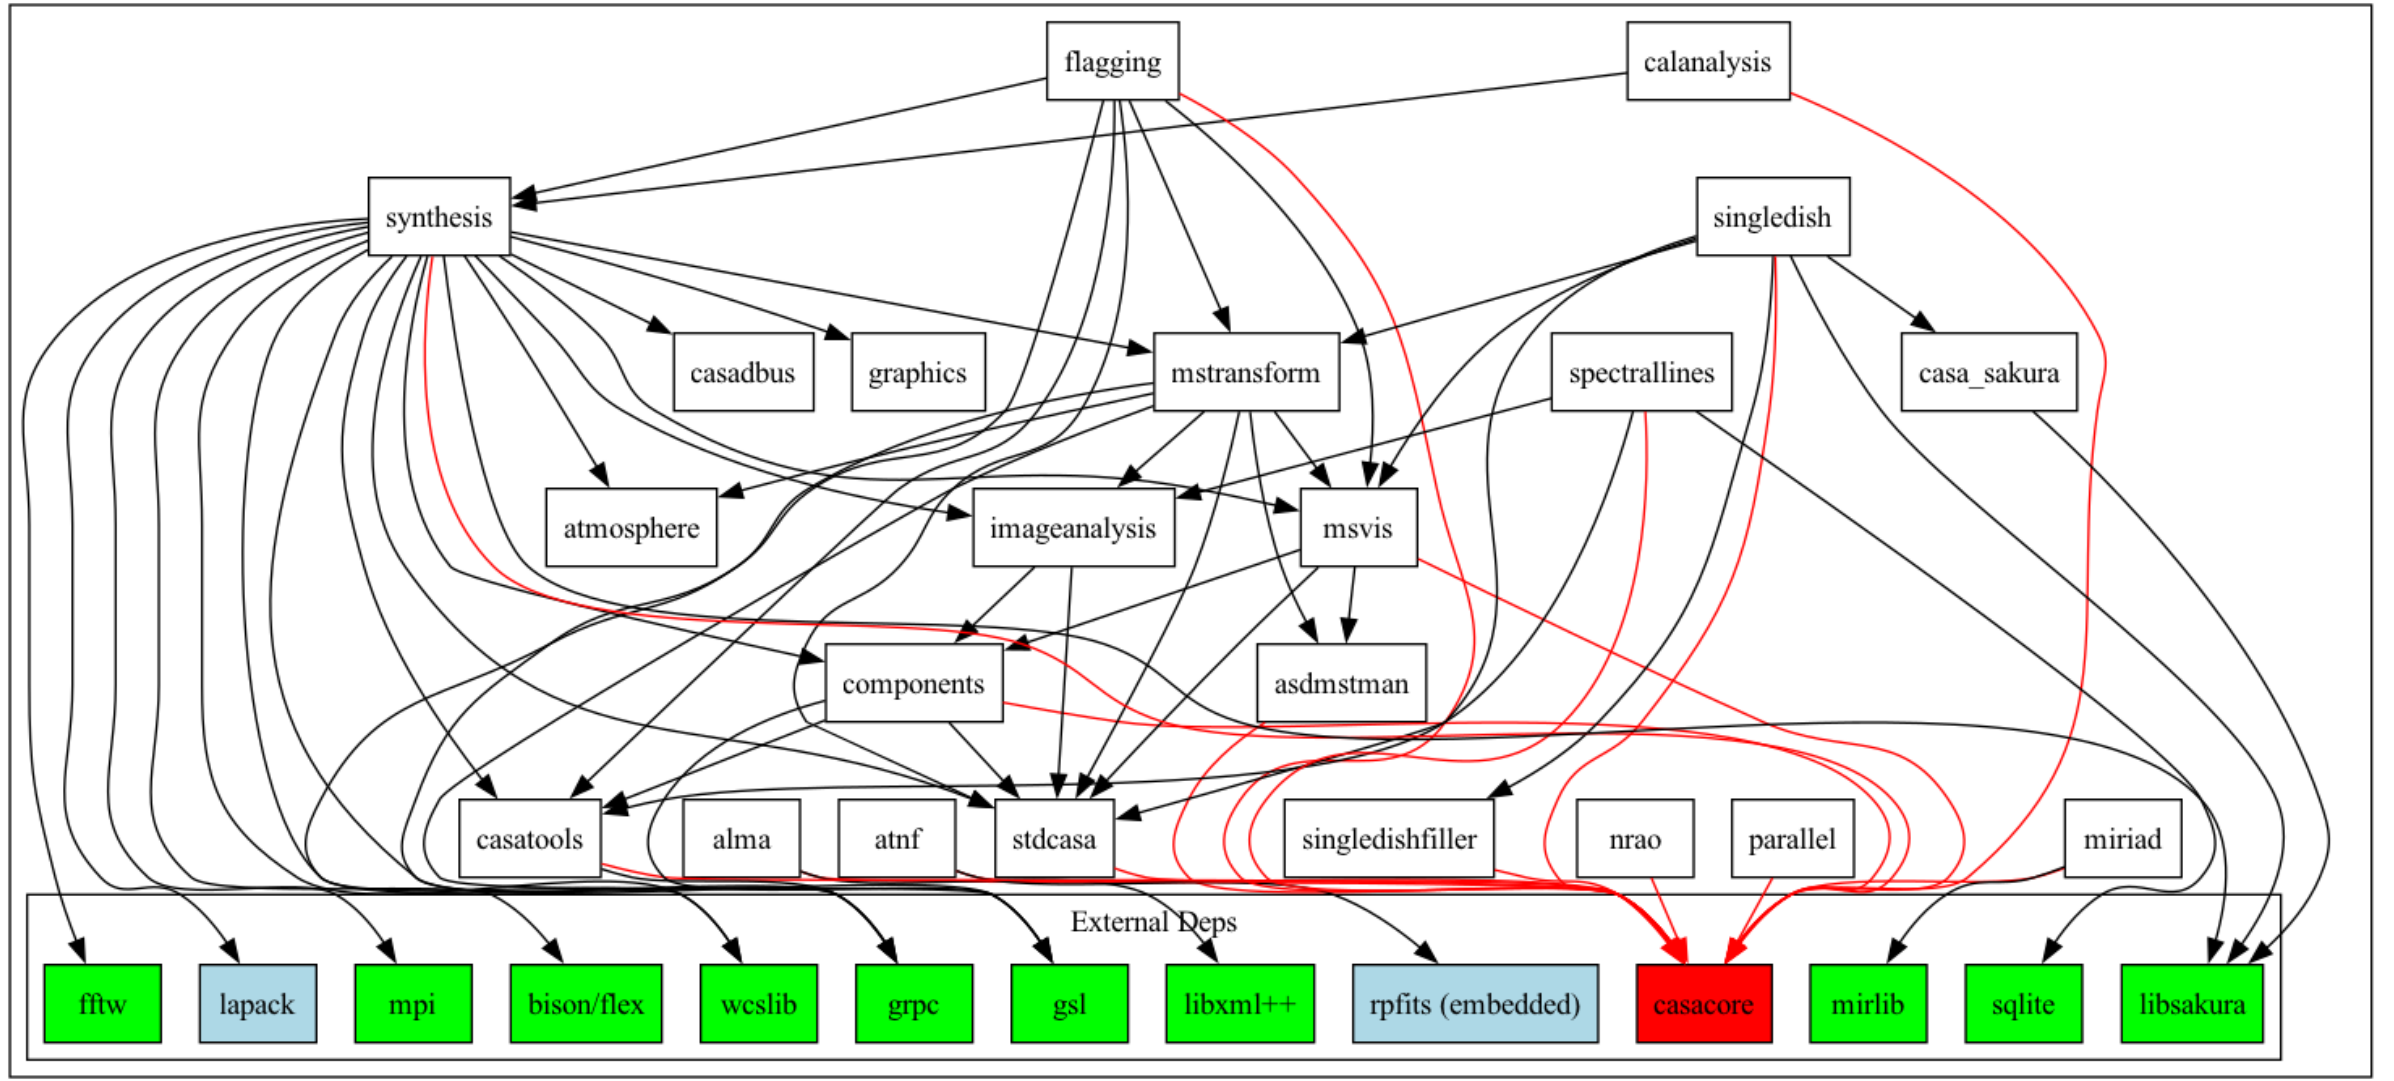 flagging
calanalysis
synthesis
singledish
casadbus
graphics
mstransform
spectrallines
casa_sakura
atmosphere
imageanalysis
msvis
components
asdmstman
casatools
alma
atnf
stdcasa
singledishfiller
nrao
parallel
miriad
External Deps
fftw
lapack
mpi
bison/flex
wcslib
grpc
gsl
libxml++
rpfits (embedded)
casacore
mirlib
sqlite
libsakura